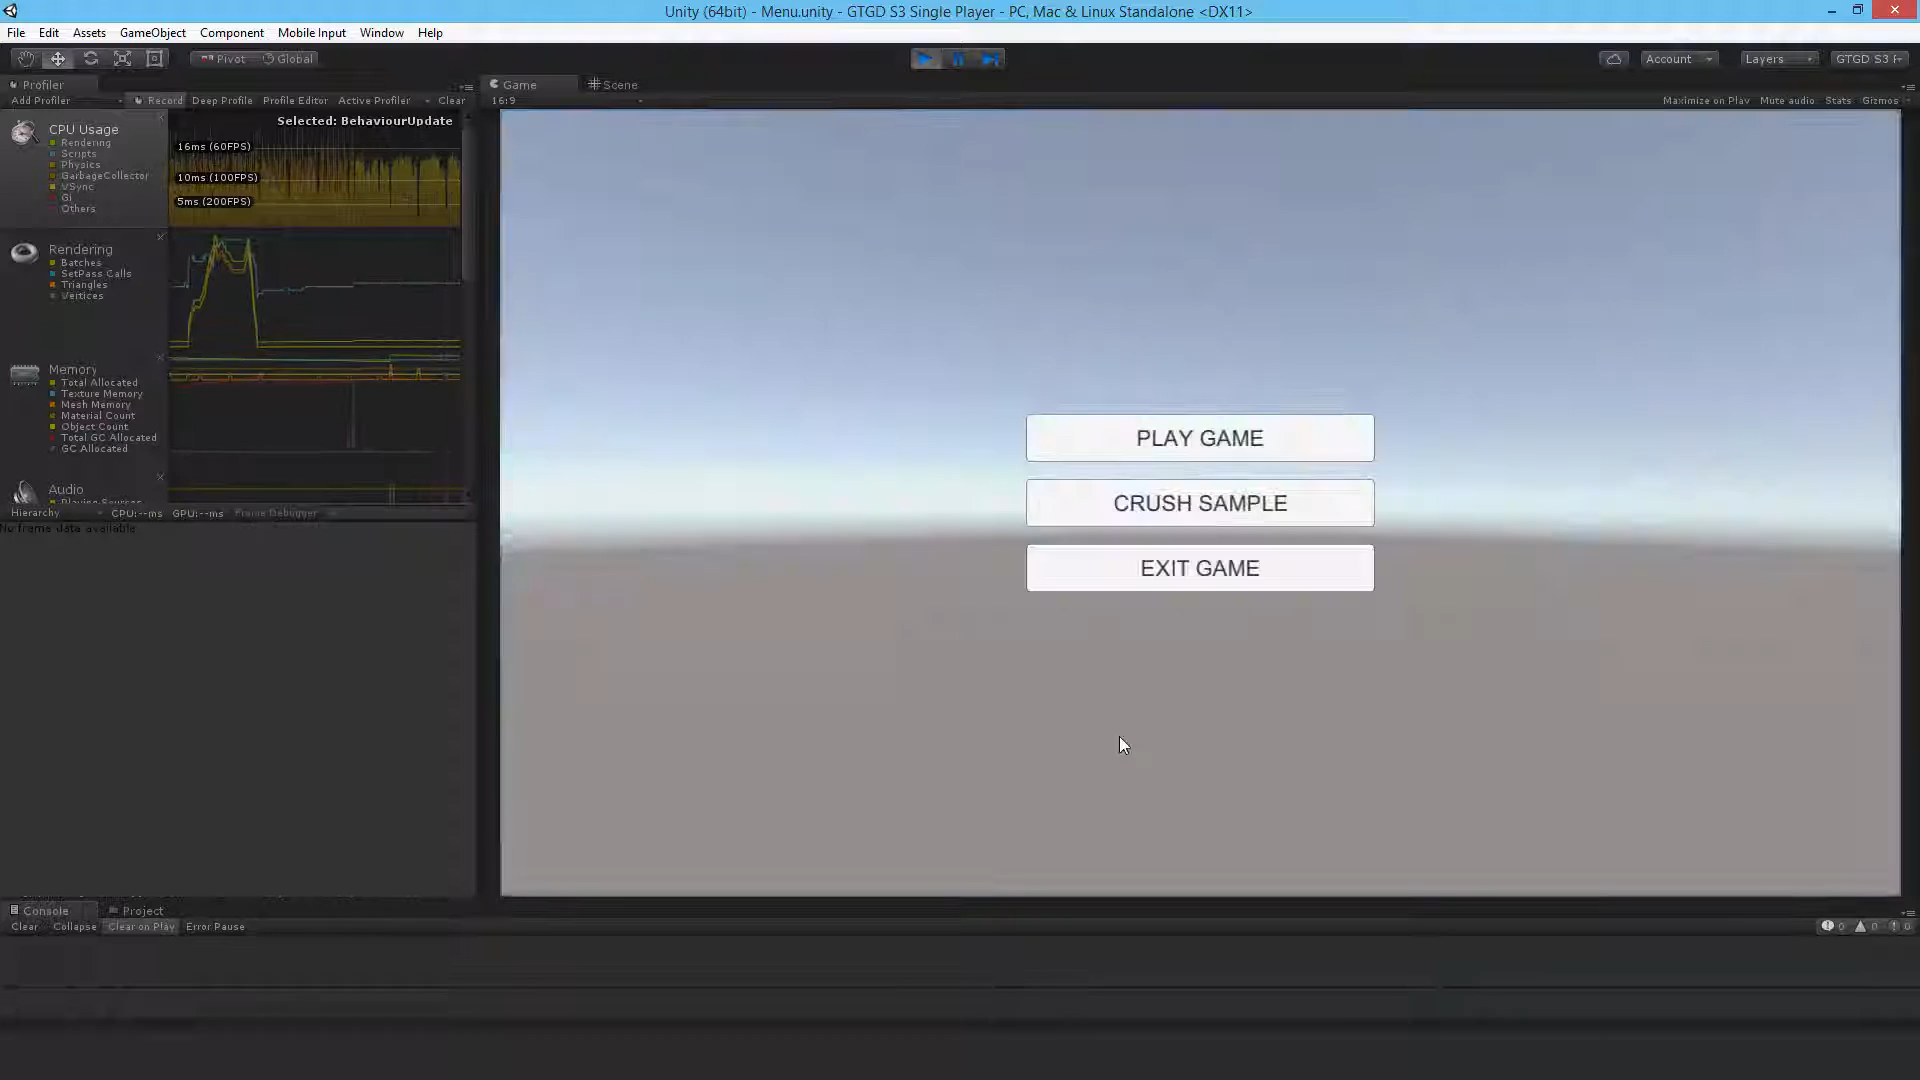 Unity (64bit) - Menu.unity - GTGD S3 Single Player - PC, Mac & Linux Standalone <DX11>
File Edit Assets GameObject Component Mobile Input Window Help
Pivot Global Account Layers
Profiler Game Scene
Add Profiler Record Deep Profile Profile Editor Active Profiler Clear 16:9 Maximize on Play Mute audio Stats Gizmos
Selected: BehaviourUpdate
CPU Usage
Rendering
Scripts
Physics
GarbageCollector
VSync
GI
Others
16ms (60FPS)
10ms (100FPS)
5ms (200FPS)
Rendering
Batches
SetPass Calls
Triangles
Vertices
Memory
Total Allocated
Texture Memory
Mesh Memory
Material Count
Object Count
Total GC Allocated
GC Allocated
Audio
Playing Sources
Hierarchy CPU:--ms GPU:--ms Frame Debugger
No frame data available
PLAY GAME
CRUSH SAMPLE
EXIT GAME
Console Project
Clear Collapse Clear on Play Error Pause 0 0 0